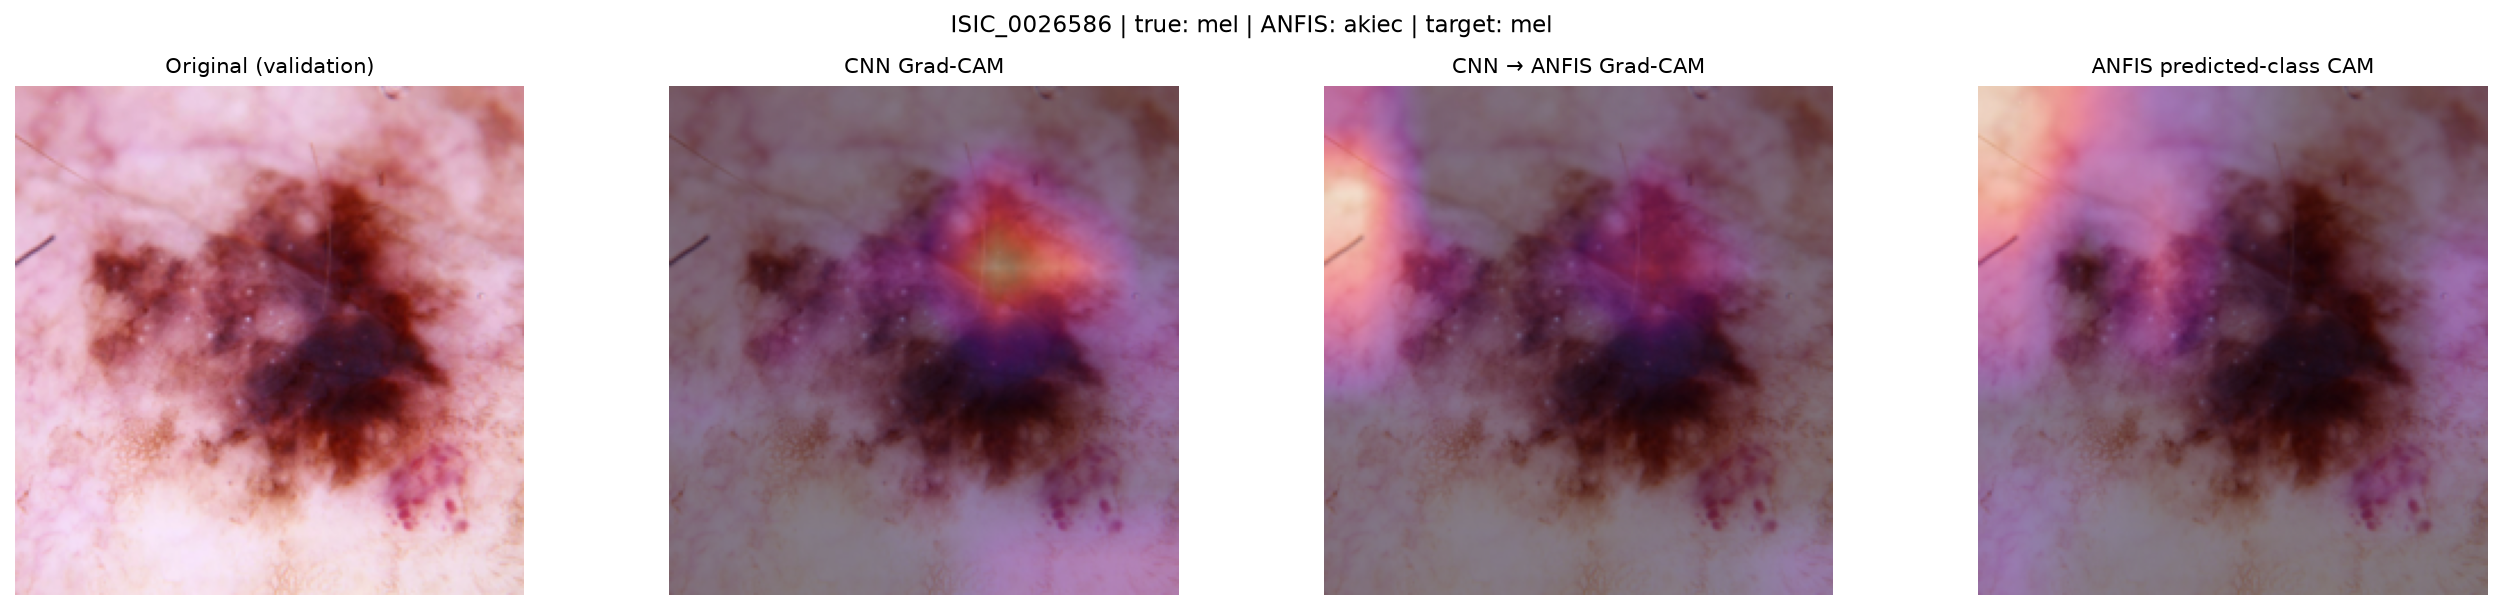 ISIC_0026586 | true: mel | ANFIS: akiec | target: mel
Original (validation)
CNN Grad-CAM
CNN → ANFIS Grad-CAM
ANFIS predicted-class CAM